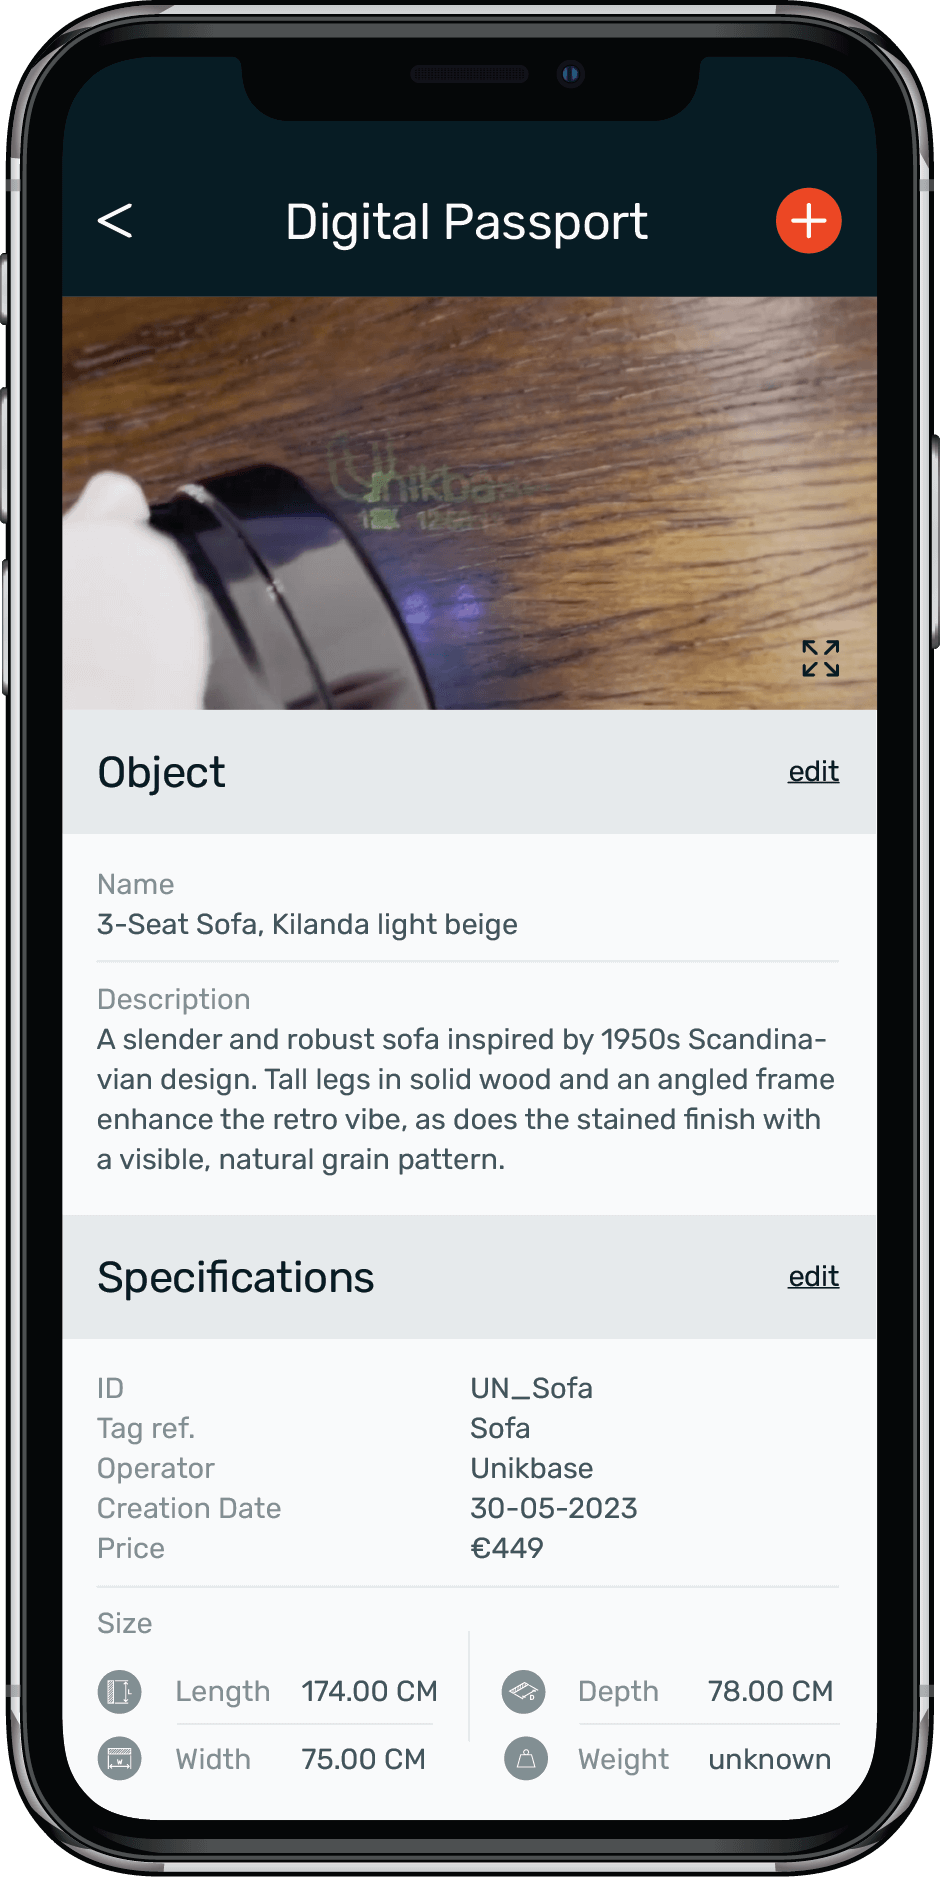 <
Digital Passport
Unikbase
Object
edit
Name
3-Seat Sofa, Kilanda light beige
Description
A slender and robust sofa inspired by 1950s Scandina-
vian design. Tall legs in solid wood and an angled frame
enhance the retro vibe, as does the stained finish with
a visible, natural grain pattern.
Specifications
edit
ID UN_Sofa
Tag ref. Sofa
Operator Unikbase
Creation Date 30-05-2023
Price €449
Size
Length 174.00 CM Depth 78.00 CM
Width 75.00 CM Weight unknown